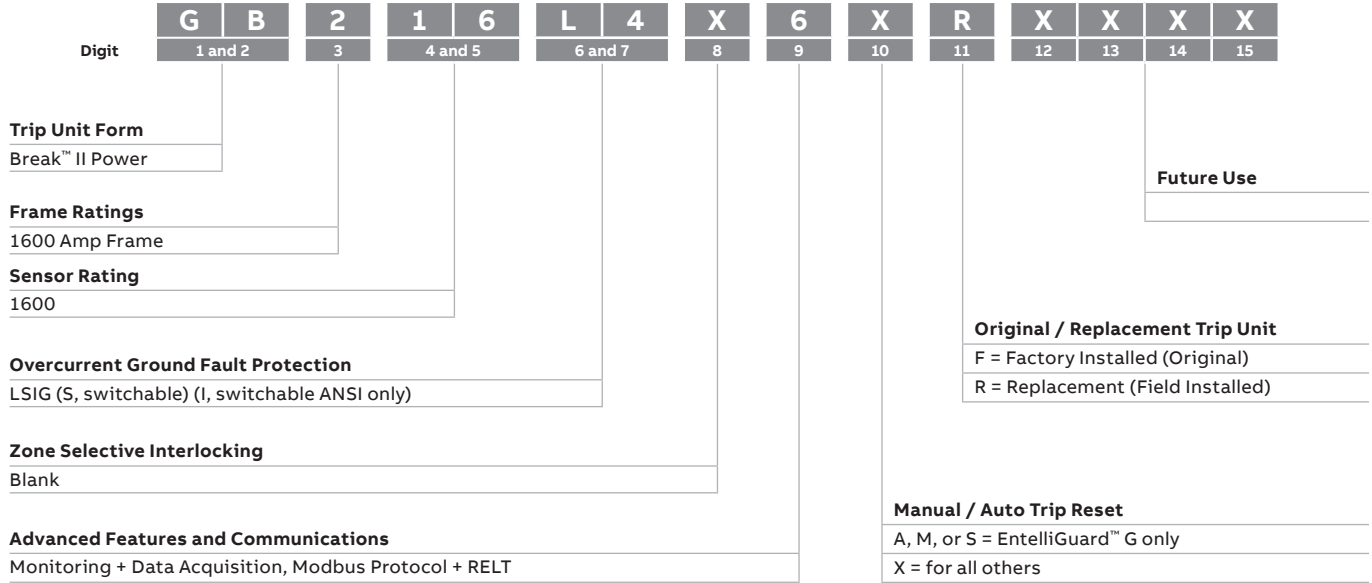 G B 2 1 6 L 4 X 6 X R X X X X
Digit 1 and 2 3 4 and 5 6 and 7 8 9 10 11 12 13 14 15
Trip Unit Form
Break™ II Power
Frame Ratings
1600 Amp Frame
Sensor Rating
1600
Overcurrent Ground Fault Protection
LSIG (S, switchable) (I, switchable ANSI only)
Zone Selective Interlocking
Blank
Advanced Features and Communications
Monitoring + Data Acquisition, Modbus Protocol + RELT
Future Use
Original / Replacement Trip Unit
F = Factory Installed (Original)
R = Replacement (Field Installed)
Manual / Auto Trip Reset
A, M, or S = EntelliGuard™ G only
X = for all others